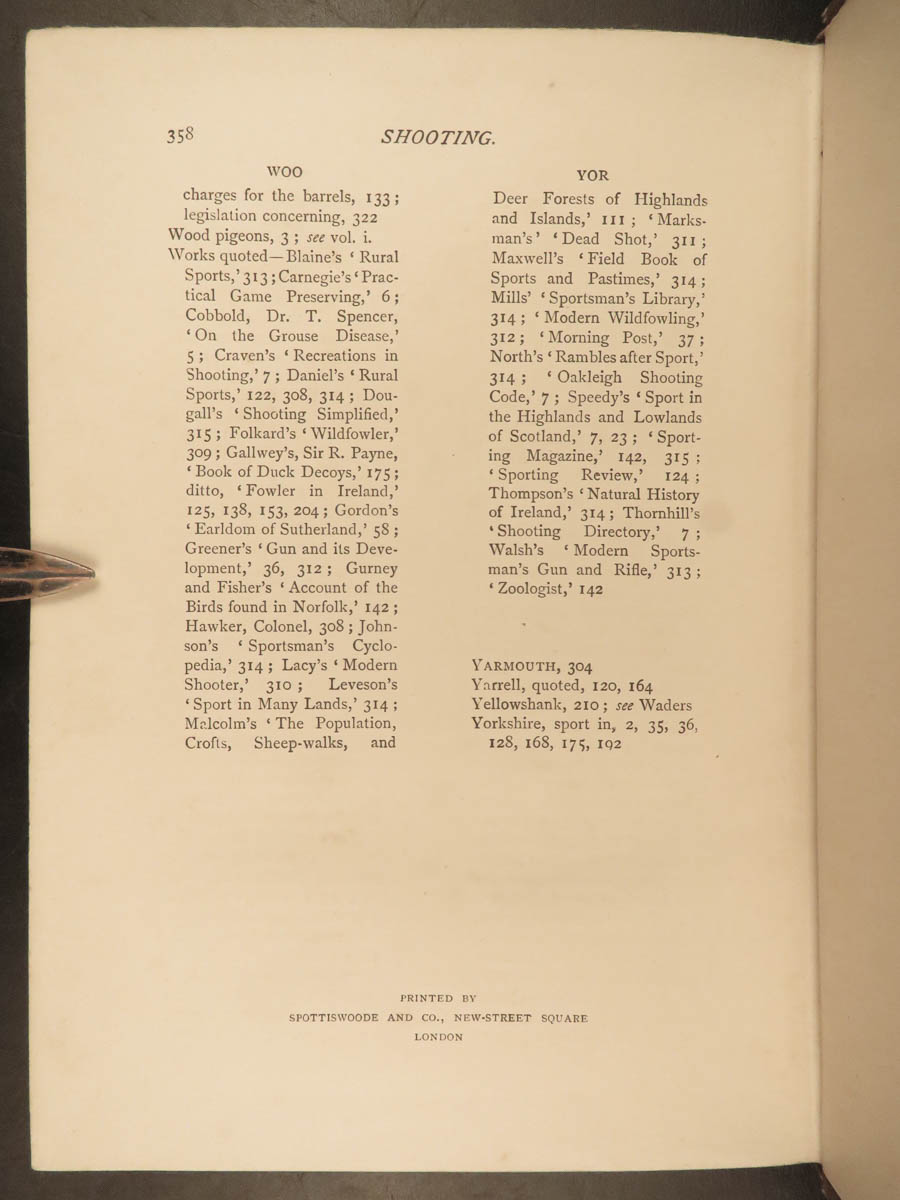 358
SHOOTING.
WOO
charges for the barrels, 133 ;
legislation concerning, 322
Wood pigeons, 3 ; see vol. i.
Works quoted—Blaine's ‘ Rural
Sports,’ 313 ; Carnegie's ‘ Prac-
tical Game Preserving,’ 6 ;
Cobbold, Dr. T. Spencer,
‘ On the Grouse Disease,’
5 ; Craven's ‘ Recreations in
Shooting,’ 7 ; Daniel's ‘ Rural
Sports,’ 122, 308, 314 ; Dou-
gall's ‘ Shooting Simplified,’
315 ; Folkard's ‘ Wildfowler,’
309 ; Gallwey's, Sir R. Payne,
‘ Book of Duck Decoys,’ 175 ;
ditto, ‘ Fowler in Ireland,’
125, 138, 153, 204 ; Gordon's
‘ Earldom of Sutherland,’ 58 ;
Greener's ‘ Gun and its Deve-
lopment,’ 36, 312 ; Gurney
and Fisher's ‘ Account of the
Birds found in Norfolk,’ 142 ;
Hawker, Colonel, 308 ; John-
son's ‘ Sportsman's Cyclo-
pedia,’ 314 ; Lacy's ‘ Modern
Shooter,’ 310 ; Leveson's
‘ Sport in Many Lands,’ 314 ;
Malcolm's ‘ The Population,
Crofts, Sheep-walks, and
YOR
Deer Forests of Highlands
and Islands,’ 111 ; ‘ Marks-
man's ’ ‘ Dead Shot,’ 311 ;
Maxwell's ‘ Field Book of
Sports and Pastimes,’ 314 ;
Mills' ‘ Sportsman's Library,’
314 ; ‘ Modern Wildfowling,’
312 ; ‘ Morning Post,’ 37 ;
North's ‘ Rambles after Sport,’
314 ; ‘ Oakleigh Shooting
Code,’ 7 ; Speedy's ‘ Sport in
the Highlands and Lowlands
of Scotland,’ 7, 23 ; ‘ Sport-
ing Magazine,’ 142, 315 ;
‘ Sporting Review,’ 124 ;
Thompson's ‘ Natural History
of Ireland,’ 314 ; Thornhill's
‘ Shooting Directory,’ 7 ;
Walsh's ‘ Modern Sports-
man's Gun and Rifle,’ 313 ;
‘ Zoologist,’ 142
YARMOUTH, 304
Yarrell, quoted, 120, 164
Yellowshank, 210 ; see Waders
Yorkshire, sport in, 2, 35, 36,
128, 168, 175, 192
PRINTED BY
SPOTTISWOODE AND CO., NEW-STREET SQUARE
LONDON